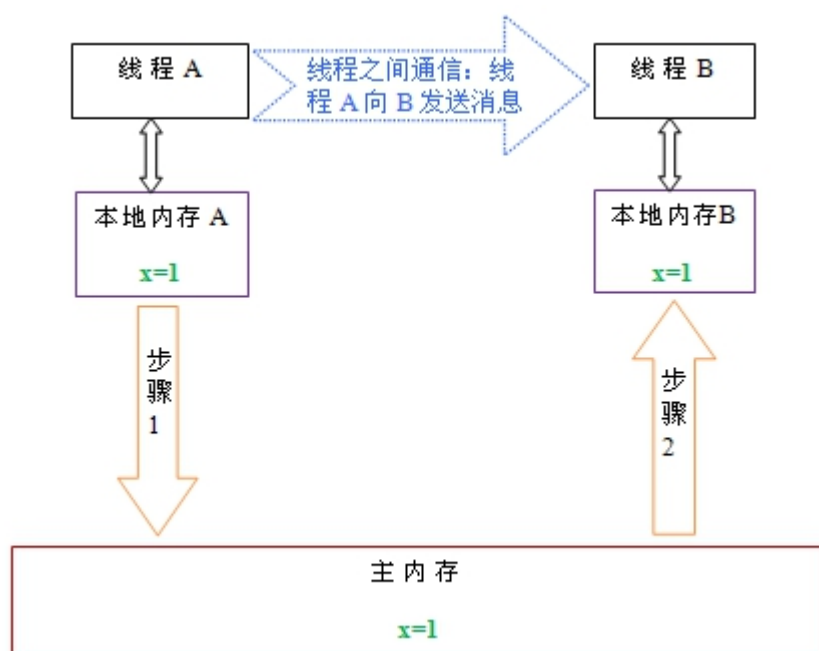 线程 A
线程之间通信：线
程 A 向 B 发送消息
线程 B
本地内存 A
x=1
本地内存B
x=1
步
骤
1
步
骤
2
主内存
x=1